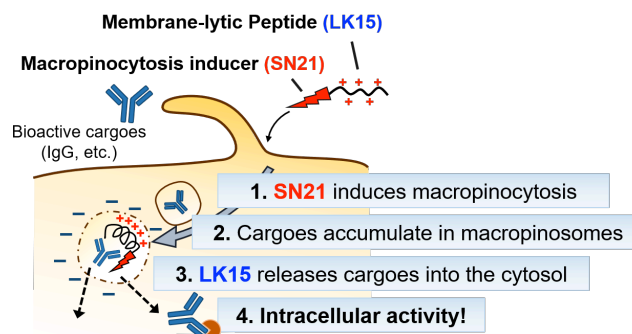 Membrane-lytic Peptide (LK15)
Macropinocytosis inducer (SN21)
Bioactive cargoes
(IgG, etc.)
1. SN21 induces macropinocytosis
2. Cargoes accumulate in macropinosomes
3. LK15 releases cargoes into the cytosol
4. Intracellular activity!